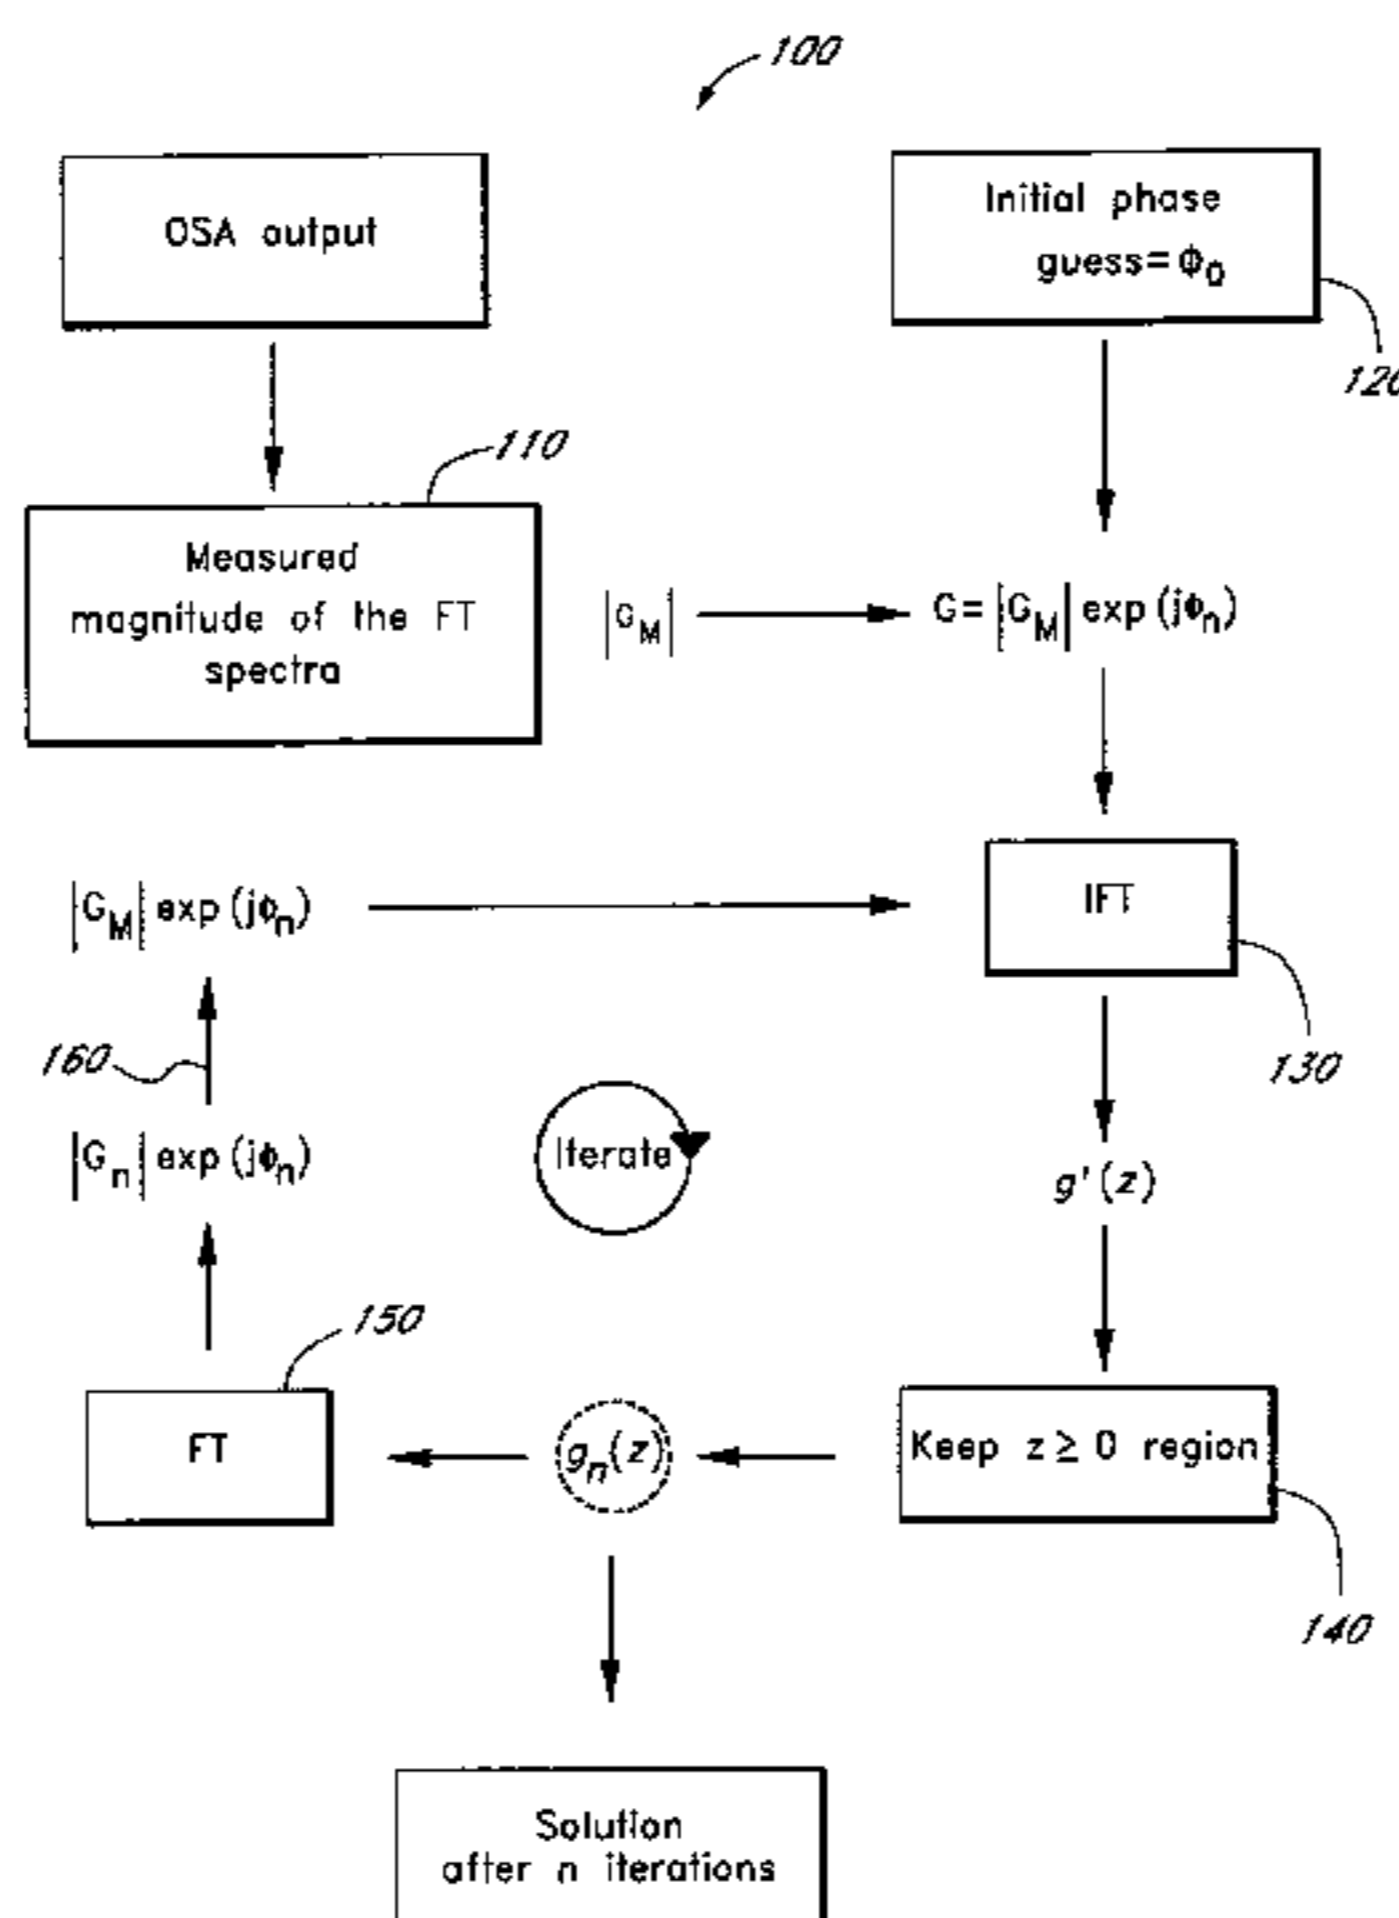 100
OSA output
Initial phase
guess=Φ0
120
110
Measured
magnitude of the FT
spectra
|GM|
G=|GM| exp(jΦn)
|GM| exp(jΦn)
IFT
130
160
|Gn| exp(jΦn)
Iterate
g'(z)
150
FT
gn(z)
Keep z ≥ 0 region
140
Solution
after n iterations